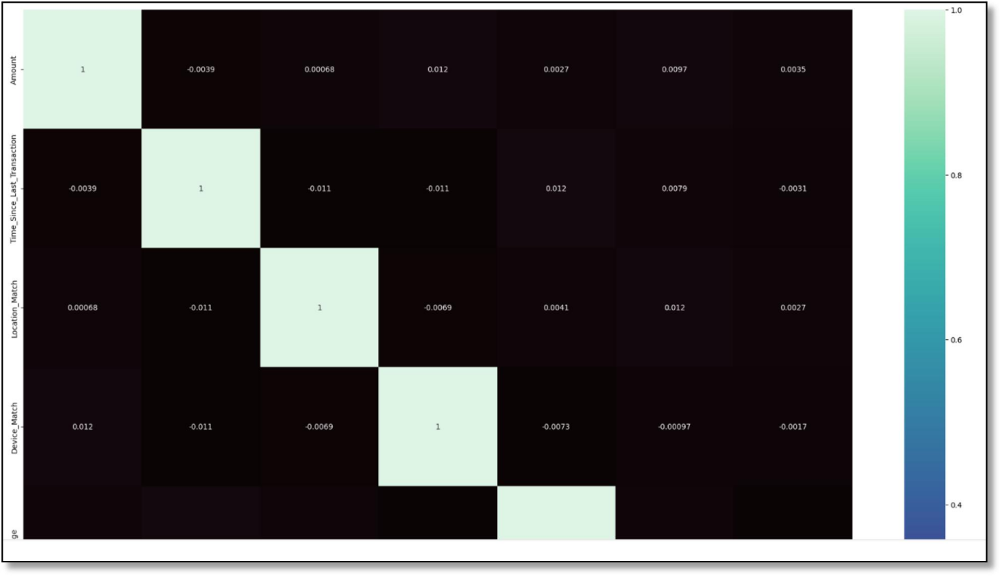 1.0
Amount
1 -0.0039 0.00068 0.012 0.0027 0.0097 0.0035
Time_Since_Last_Transaction
-0.0039 1 -0.011 -0.011 0.012 0.0079 -0.0031
0.8
Location_Match
0.00068 -0.011 1 -0.0069 0.0041 0.012 0.0027
0.6
Device_Match
0.012 -0.011 -0.0069 1 -0.0073 -0.00097 -0.0017
0.4
ge